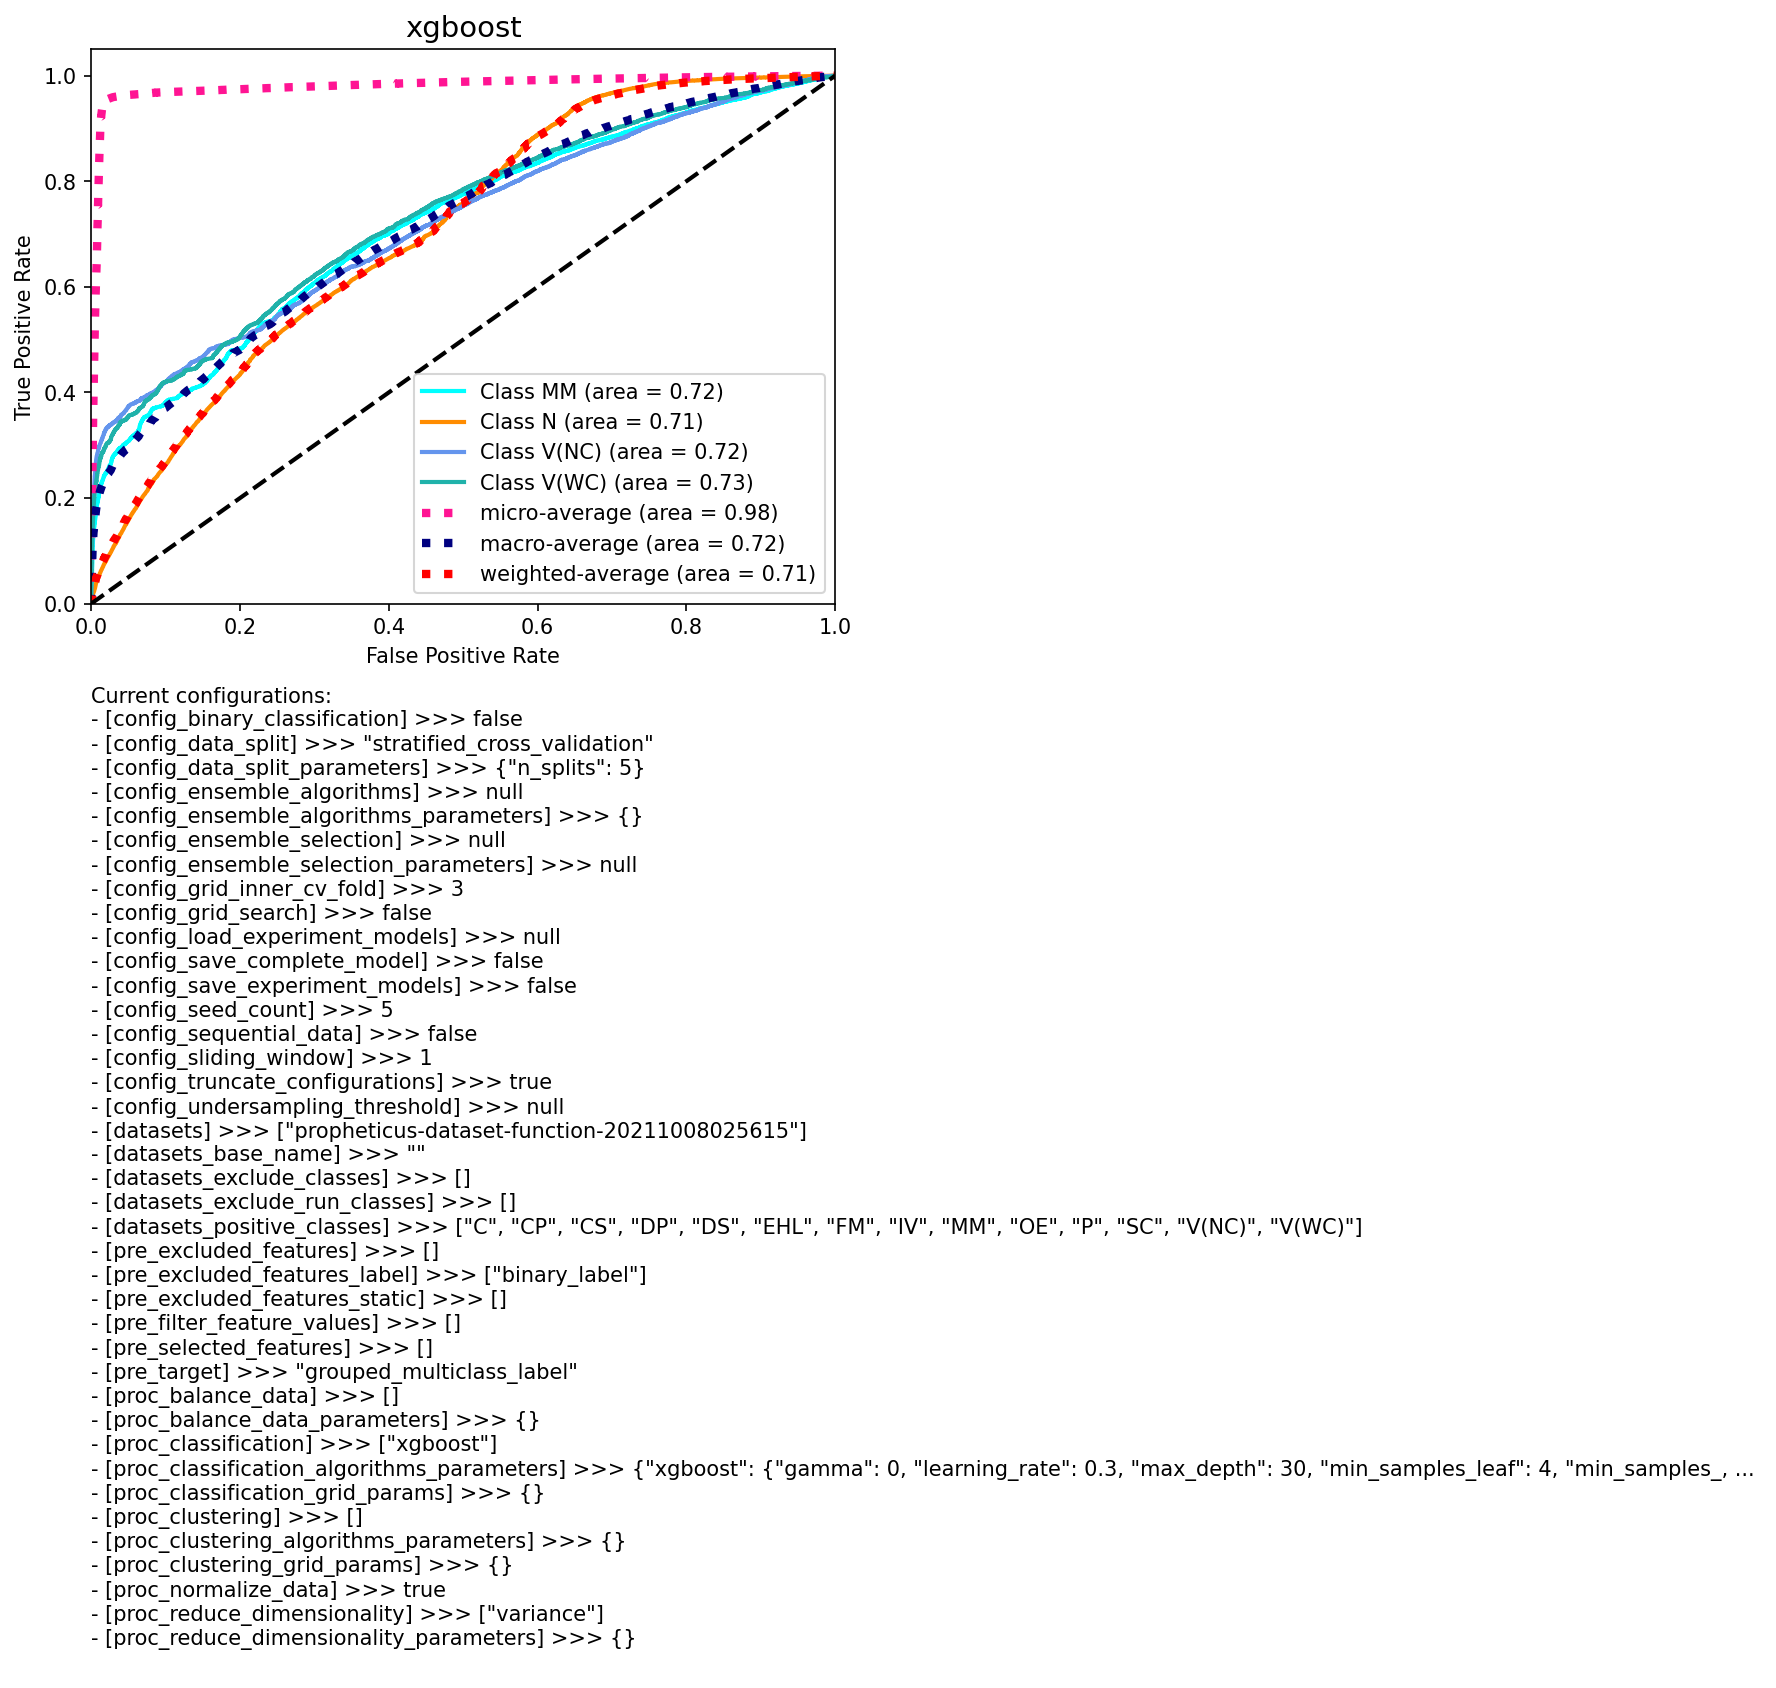 xgboost
1.0
0.8
0.6
0.4
0.2
0.0
True Positive Rate
Class MM (area = 0.72)
Class N (area = 0.71)
Class V(NC) (area = 0.72)
Class V(WC) (area = 0.73)
micro-average (area = 0.98)
macro-average (area = 0.72)
weighted-average (area = 0.71)
0.0 0.2 0.4 0.6 0.8 1.0
False Positive Rate
Current configurations:
- [config_binary_classification] >>> false
- [config_data_split] >>> "stratified_cross_validation"
- [config_data_split_parameters] >>> {"n_splits": 5}
- [config_ensemble_algorithms] >>> null
- [config_ensemble_algorithms_parameters] >>> {}
- [config_ensemble_selection] >>> null
- [config_ensemble_selection_parameters] >>> null
- [config_grid_inner_cv_fold] >>> 3
- [config_grid_search] >>> false
- [config_load_experiment_models] >>> null
- [config_save_complete_model] >>> false
- [config_save_experiment_models] >>> false
- [config_seed_count] >>> 5
- [config_sequential_data] >>> false
- [config_sliding_window] >>> 1
- [config_truncate_configurations] >>> true
- [config_undersampling_threshold] >>> null
- [datasets] >>> ["propheticus-dataset-function-20211008025615"]
- [datasets_base_name] >>> ""
- [datasets_exclude_classes] >>> []
- [datasets_exclude_run_classes] >>> []
- [datasets_positive_classes] >>> ["C", "CP", "CS", "DP", "DS", "EHL", "FM", "IV", "MM", "OE", "P", "SC", "V(NC)", "V(WC)"]
- [pre_excluded_features] >>> []
- [pre_excluded_features_label] >>> ["binary_label"]
- [pre_excluded_features_static] >>> []
- [pre_filter_feature_values] >>> []
- [pre_selected_features] >>> []
- [pre_target] >>> "grouped_multiclass_label"
- [proc_balance_data] >>> []
- [proc_balance_data_parameters] >>> {}
- [proc_classification] >>> ["xgboost"]
- [proc_classification_algorithms_parameters] >>> {"xgboost": {"gamma": 0, "learning_rate": 0.3, "max_depth": 30, "min_samples_leaf": 4, "min_samples_, ...
- [proc_classification_grid_params] >>> {}
- [proc_clustering] >>> []
- [proc_clustering_algorithms_parameters] >>> {}
- [proc_clustering_grid_params] >>> {}
- [proc_normalize_data] >>> true
- [proc_reduce_dimensionality] >>> ["variance"]
- [proc_reduce_dimensionality_parameters] >>> {}